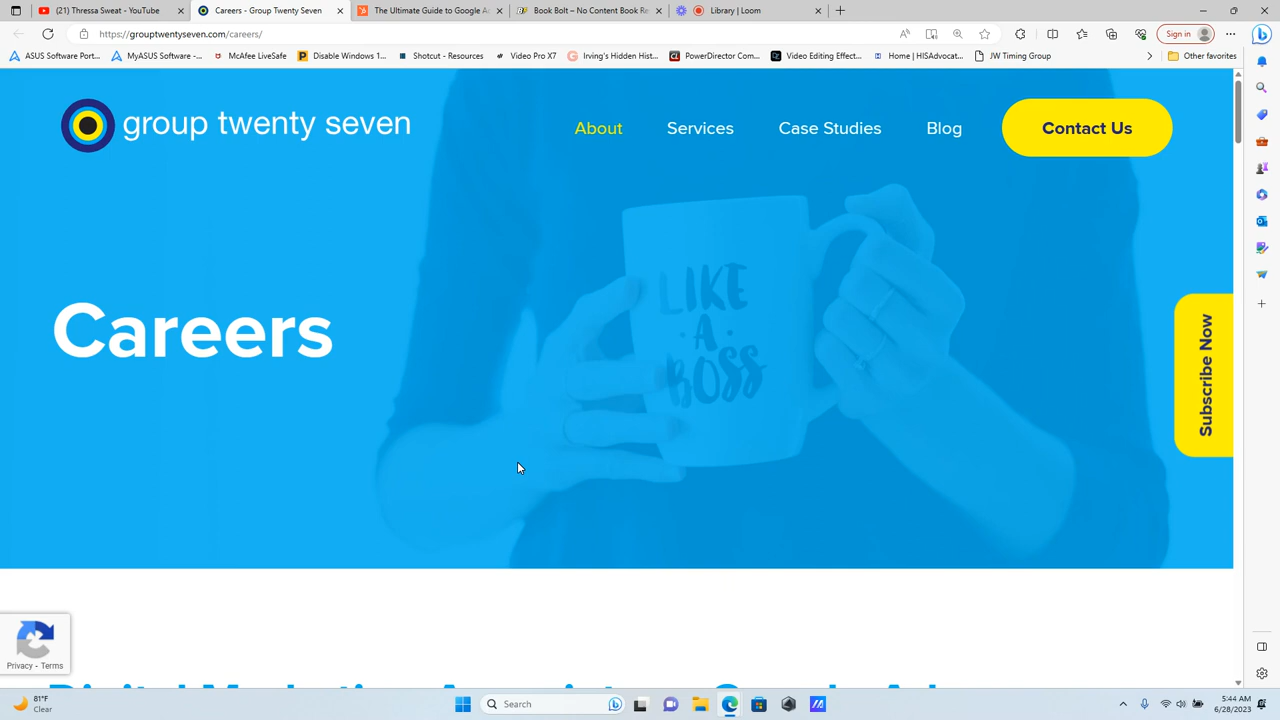 (21) Thressa Sweat - YouTube
Careers - Group Twenty Seven
The Ultimate Guide to Google A
Book Bolt – No Content Book Re
Library | Loom
https://grouptwentyseven.com/careers/
Sign in
ASUS Software Port...
MyASUS Software -...
McAfee LiveSafe
Disable Windows 1...
Shotcut - Resources
Video Pro X7
Irving's Hidden Hist...
PowerDirector Com...
Video Editing Effect...
Home | HISAdvocat...
JW Timing Group
Other favorites
group twenty seven
About
Services
Case Studies
Blog
Contact Us
LIKE
·A·
BOSS
Careers
Subscribe Now
Privacy - Terms
81°F
Clear
Search
5:44 AM
6/28/2023